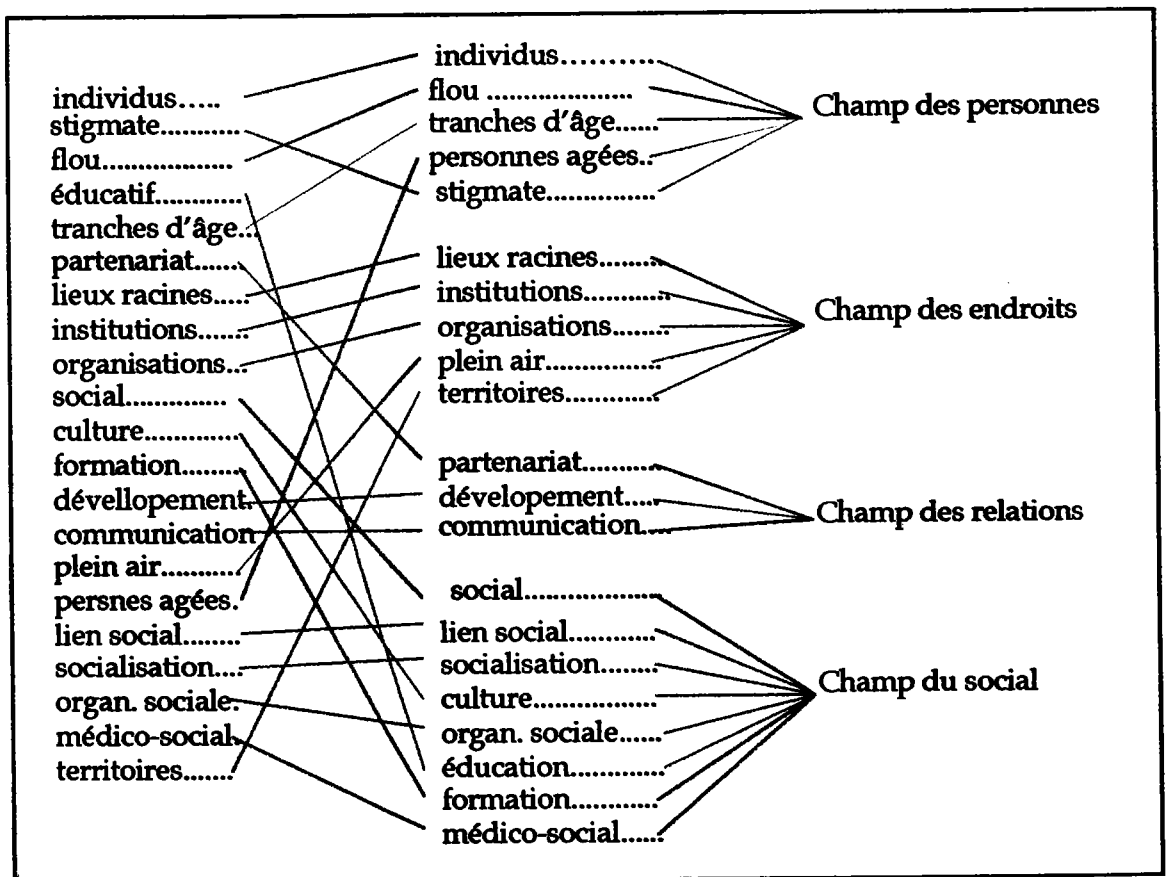 individus.....
stigmate...........
flou..................
éducatif............
tranches d'âge...
partenariat.......
lieux racines.....
institutions.......
organisations...
social...............
culture.............
formation.........
dévellopement.
communication
plein air...........
persnes agées.
lien social........
socialisation....
organ. sociale.
médico-social.
territoires.......
individus...........
flou ....................
tranches d'âge......
personnes agées..
stigmate...............
lieux racines........
institutions............
organisations........
plein air................
territoires.............
partenariat..........
dévelopement.....
communication....
social...................
lien social............
socialisation........
culture.................
organ. sociale......
éducation.............
formation............
médico-social......
Champ des personnes
Champ des endroits
Champ des relations
Champ du social